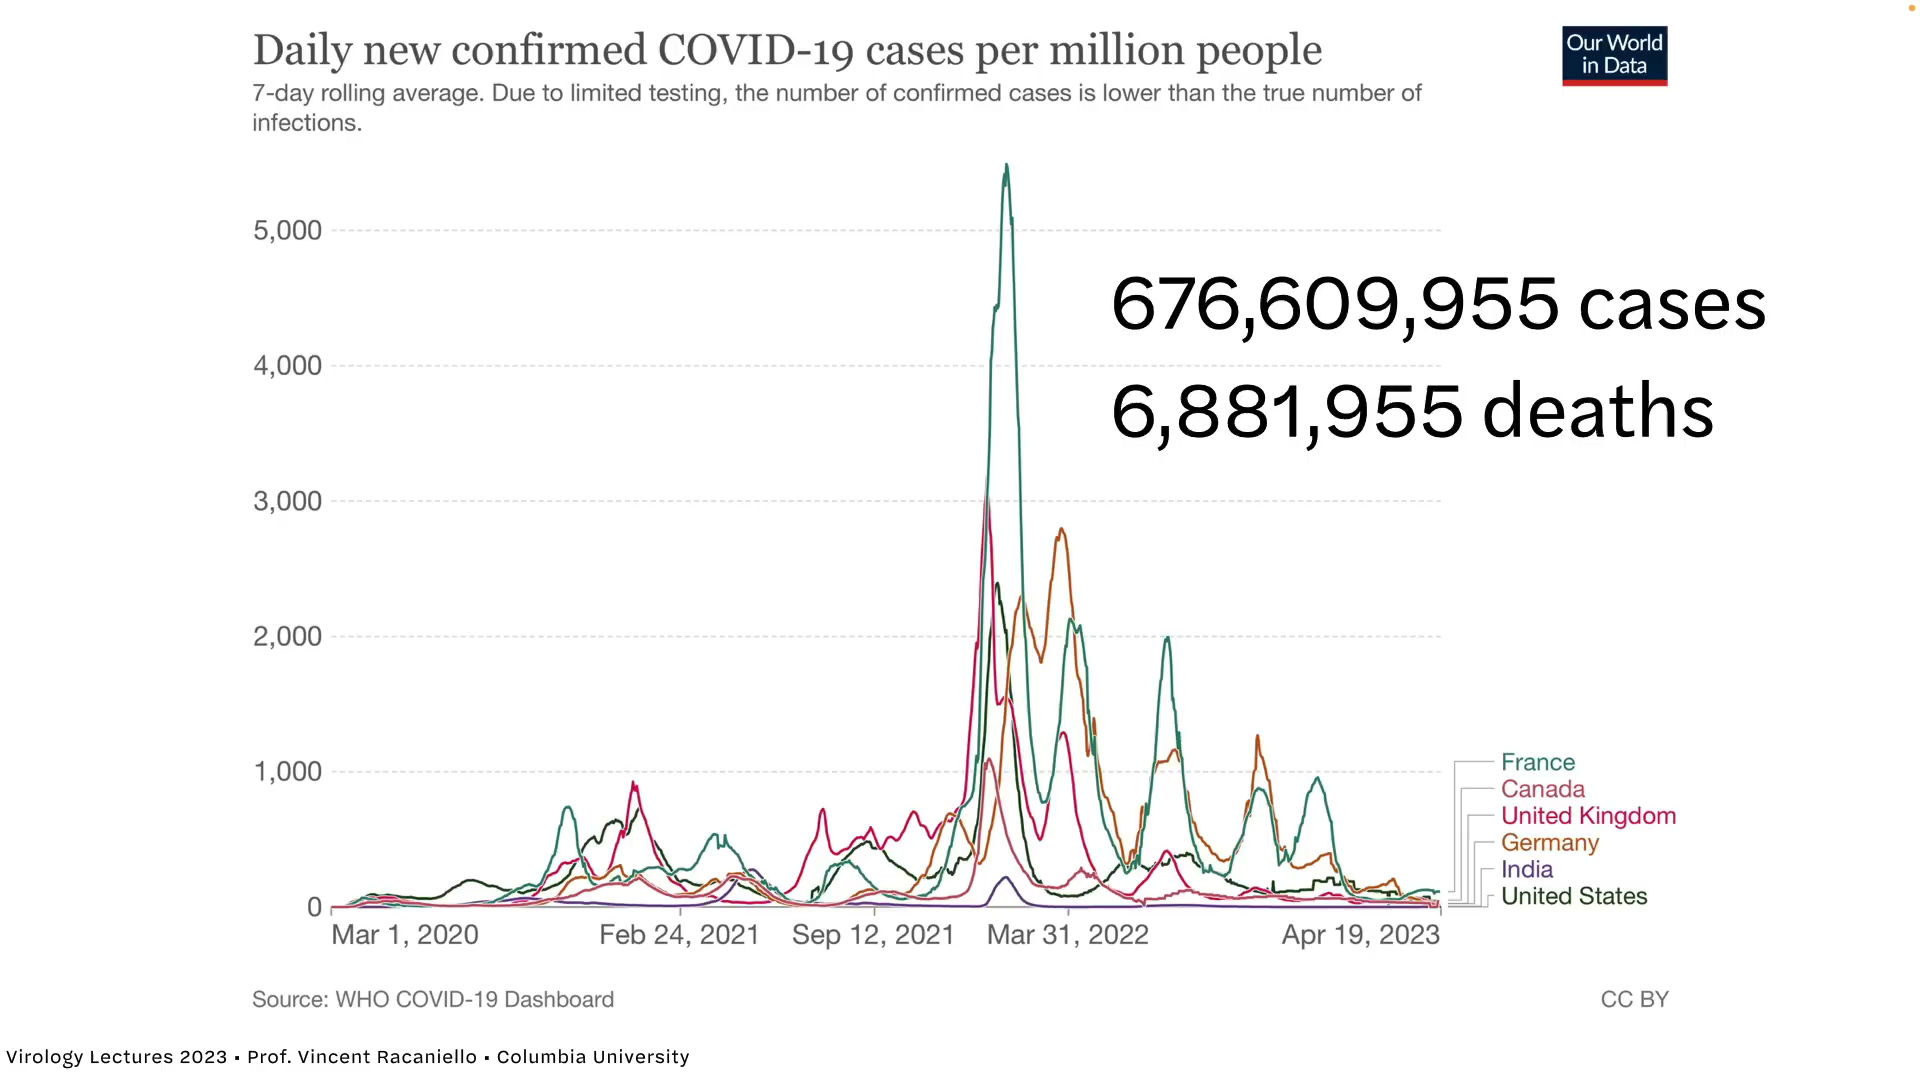 Daily new confirmed COVID-19 cases per million people
Our World
in Data
7-day rolling average. Due to limited testing, the number of confirmed cases is lower than the true number of
infections.
5,000
676,609,955 cases
4,000
6,881,955 deaths
3,000
2,000
1,000
0
France
Canada
United Kingdom
Germany
India
United States
Mar 1, 2020
Feb 24, 2021
Sep 12, 2021
Mar 31, 2022
Apr 19, 2023
Source: WHO COVID-19 Dashboard
CC BY
Virology Lectures 2023 • Prof. Vincent Racaniello • Columbia University